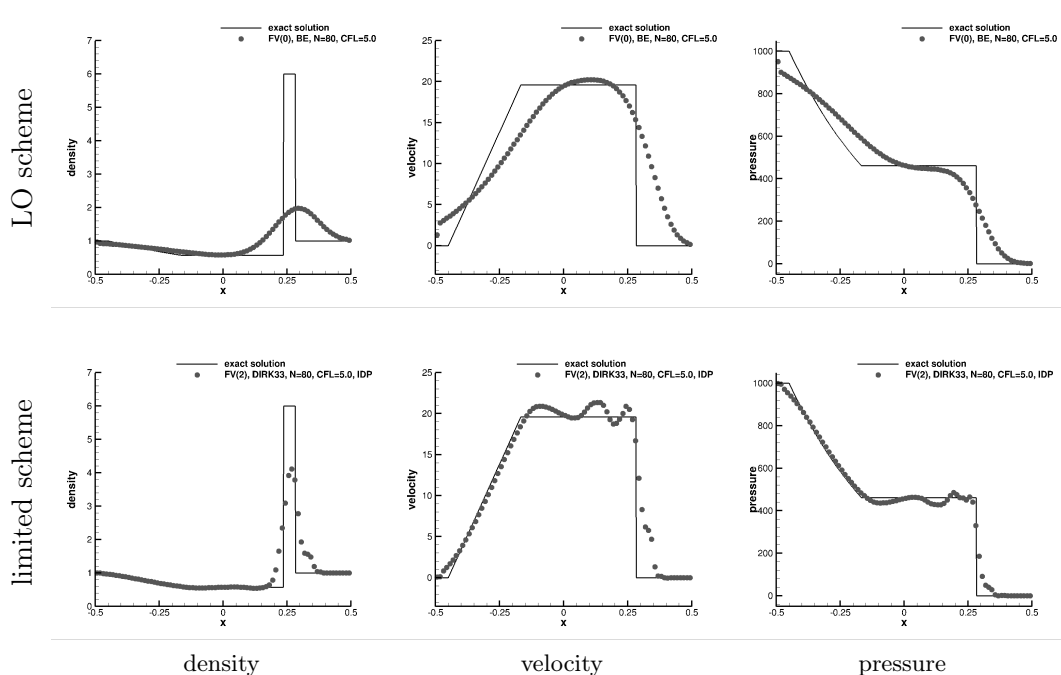 LO scheme
exact solution
FV(0), BE, N=80, CFL=5.0
7
6
5
4
3
2
1
0
density
-0.5
-0.25
0
0.25
0.5
x
exact solution
FV(0), BE, N=80, CFL=5.0
25
20
15
10
5
0
velocity
-0.5
-0.25
0
0.25
0.5
x
exact solution
FV(0), BE, N=80, CFL=5.0
1000
800
600
400
200
0
pressure
-0.5
-0.25
0
0.25
0.5
x
limited scheme
exact solution
FV(2), DIRK33, N=80, CFL=5.0, IDP
7
6
5
4
3
2
1
0
density
-0.5
-0.25
0
0.25
0.5
x
exact solution
FV(2), DIRK33, N=80, CFL=5.0, IDP
25
20
15
10
5
0
velocity
-0.5
-0.25
0
0.25
0.5
x
exact solution
FV(2), DIRK33, N=80, CFL=5.0, IDP
1000
800
600
400
200
0
pressure
-0.5
-0.25
0
0.25
0.5
x
density
velocity
pressure